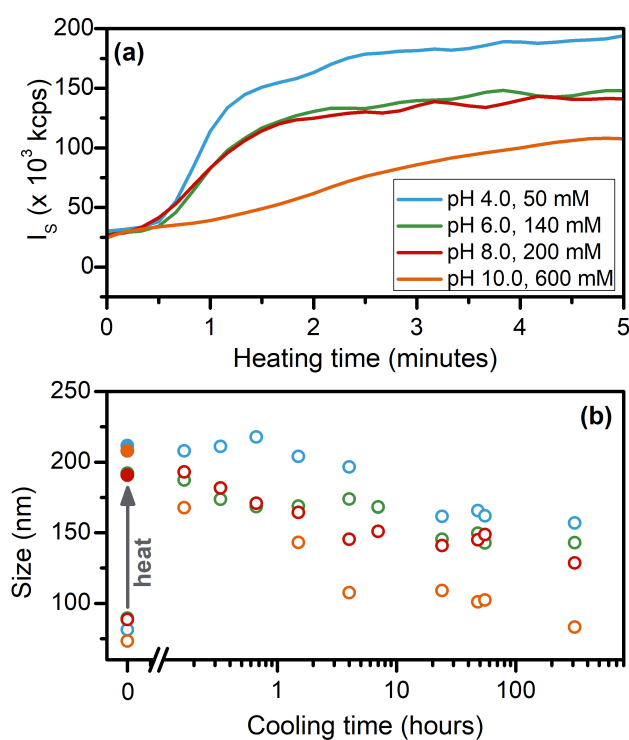 (a)
200
150
100
50
0
I_s (x 10³ kcps)
pH 4.0, 50 mM
pH 6.0, 140 mM
pH 8.0, 200 mM
pH 10.0, 600 mM
0 1 2 3 4 5
Heating time (minutes)
(b)
250
200
150
100
Size (nm)
heat
0 1 10 100
Cooling time (hours)